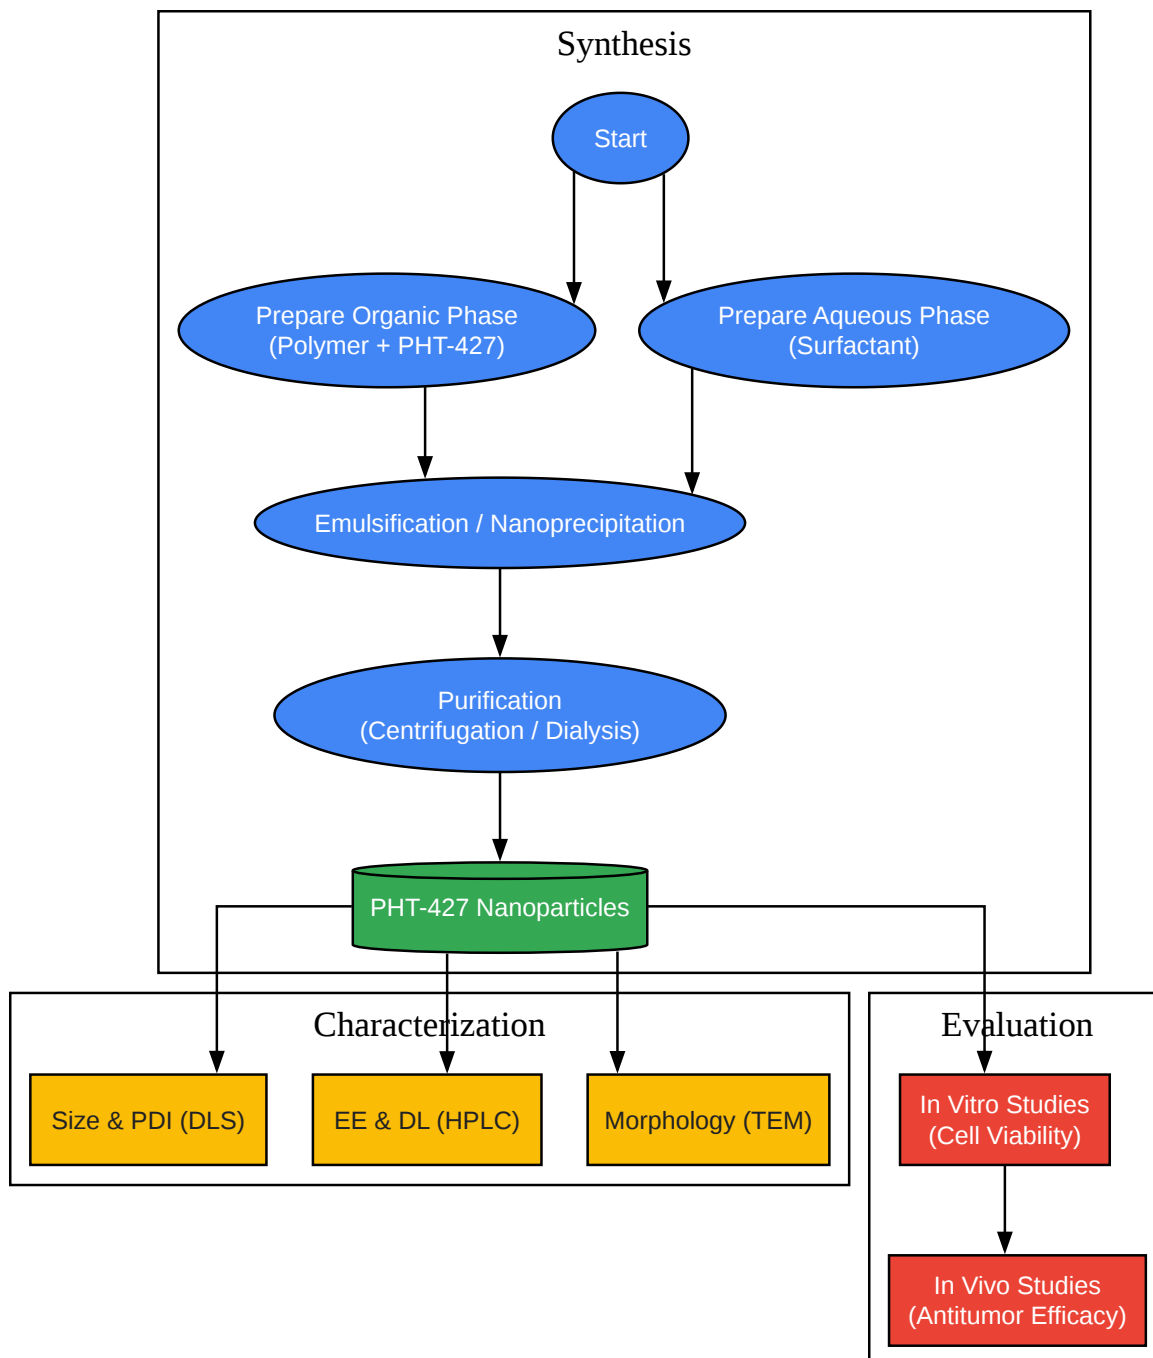 Synthesis
Start
Prepare Organic Phase
(Polymer + PHT-427)
Prepare Aqueous Phase
(Surfactant)
Emulsification / Nanoprecipitation
Purification
(Centrifugation / Dialysis)
PHT-427 Nanoparticles
Characterization
Size & PDI (DLS)
EE & DL (HPLC)
Morphology (TEM)
Evaluation
In Vitro Studies
(Cell Viability)
In Vivo Studies
(Antitumor Efficacy)